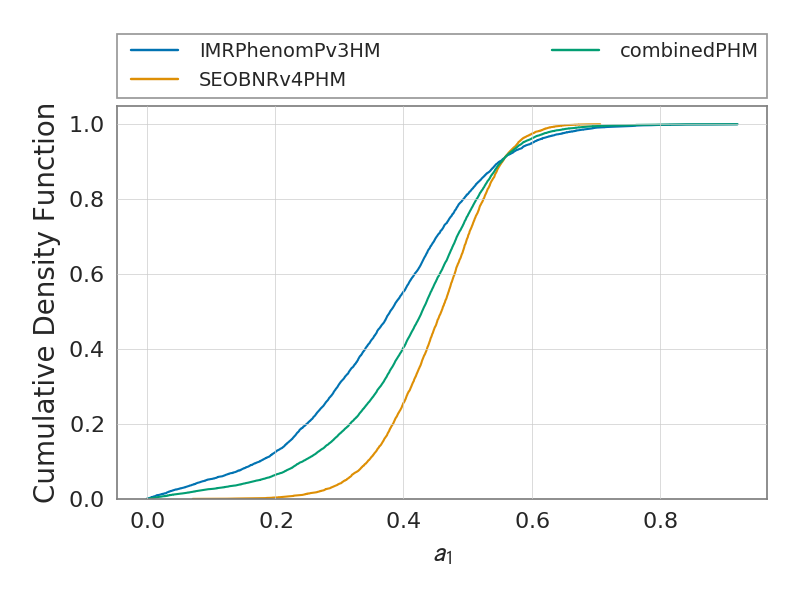 IMRPhenomPv3HM
SEOBNRv4PHM
combinedPHM
Cumulative Density Function
1.0
0.8
0.6
0.4
0.2
0.0
0.0 0.2 0.4 0.6 0.8
a₁